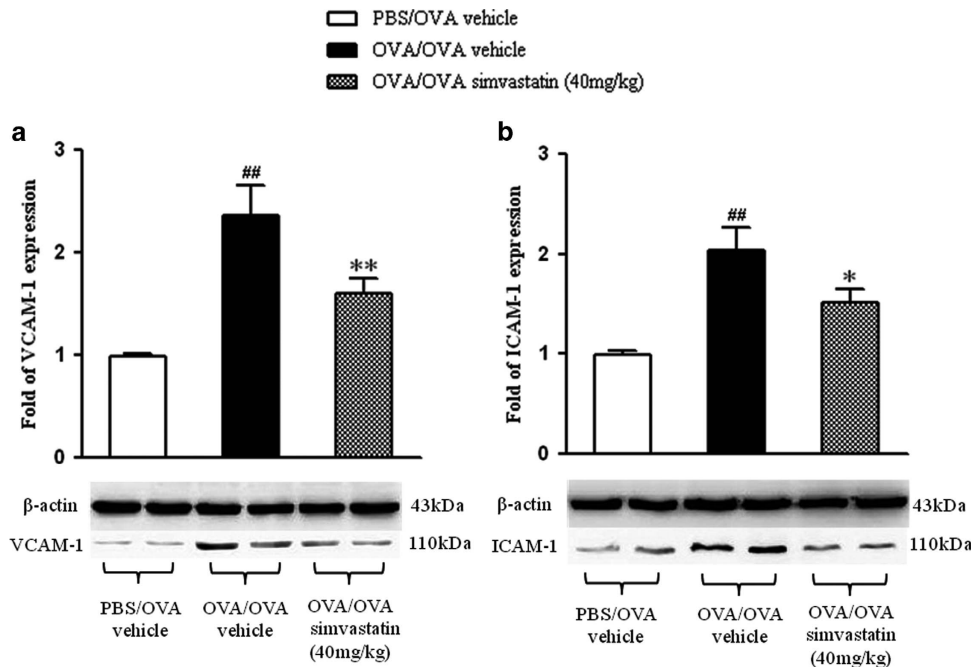 PBS/OVA vehicle
OVA/OVA vehicle
OVA/OVA simvastatin (40mg/kg)
a
Fold of VCAM-1 expression
3
2
1
0
##
**
β-actin
43kDa
VCAM-1
110kDa
PBS/OVA
vehicle
OVA/OVA
vehicle
OVA/OVA
simvastatin
(40mg/kg)
b
Fold of ICAM-1 expression
3
2
1
0
##
*
β-actin
43kDa
ICAM-1
110kDa
PBS/OVA
vehicle
OVA/OVA
vehicle
OVA/OVA
simvastatin
(40mg/kg)